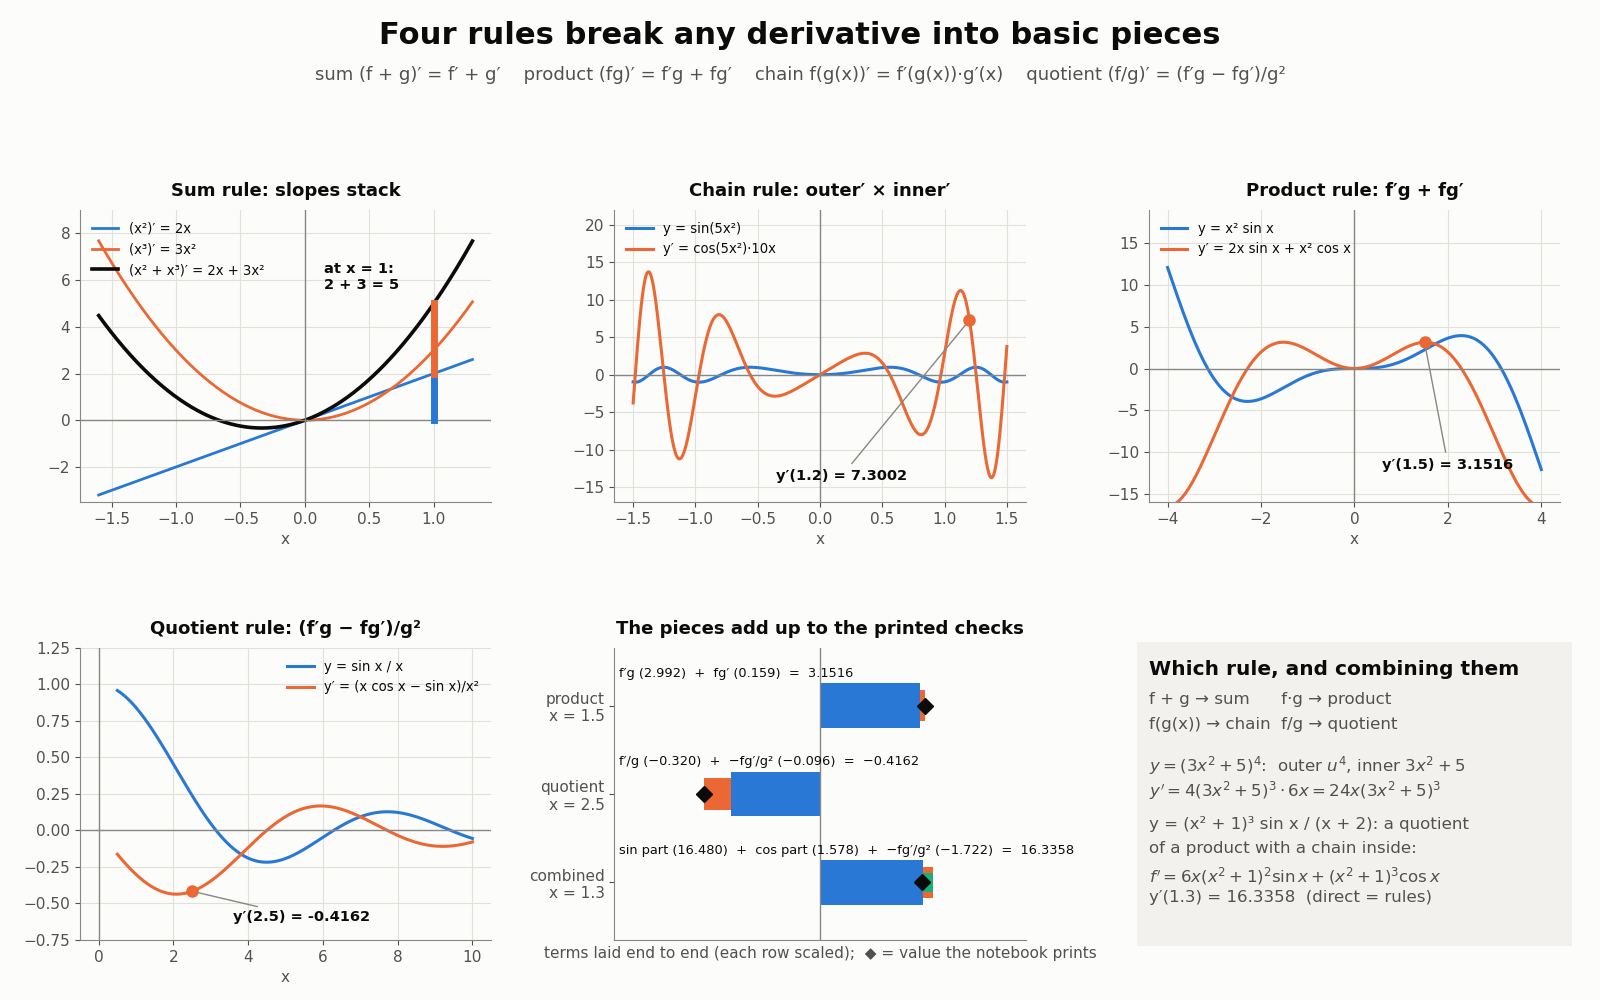 Four rules break any derivative into basic pieces
sum (f + g)′ = f′ + g′    product (fg)′ = f′g + fg′    chain f(g(x))′ = f′(g(x))·g′(x)    quotient (f/g)′ = (f′g − fg′)/g²
Sum rule: slopes stack
(x²)′ = 2x
(x³)′ = 3x²
(x² + x³)′ = 2x + 3x²
at x = 1:
2 + 3 = 5
8
6
4
2
0
−2
−1.5 −1.0 −0.5 0.0 0.5 1.0
x
Chain rule: outer′ × inner′
y = sin(5x²)
y′ = cos(5x²)·10x
20
15
10
5
0
−5
−10
−15
y′(1.2) = 7.3002
−1.5 −1.0 −0.5 0.0 0.5 1.0 1.5
x
Product rule: f′g + fg′
y = x² sin x
y′ = 2x sin x + x² cos x
15
10
5
0
−5
−10
−15
y′(1.5) = 3.1516
−4 −2 0 2 4
x
Quotient rule: (f′g − fg′)/g²
y = sin x / x
y′ = (x cos x − sin x)/x²
1.25
1.00
0.75
0.50
0.25
0.00
−0.25
−0.50
−0.75
y′(2.5) = -0.4162
0 2 4 6 8 10
x
The pieces add up to the printed checks
f′g (2.992)  +  fg′ (0.159)  =  3.1516
product
x = 1.5
f′/g (−0.320)  +  −fg′/g² (−0.096)  =  −0.4162
quotient
x = 2.5
sin part (16.480)  +  cos part (1.578)  +  −fg′/g² (−1.722)  =  16.3358
combined
x = 1.3
terms laid end to end (each row scaled);  ◆ = value the notebook prints
Which rule, and combining them
f + g → sum      f·g → product
f(g(x)) → chain  f/g → quotient
y = (3x² + 5)⁴:  outer u⁴, inner 3x² + 5
y′ = 4(3x² + 5)³ · 6x = 24x(3x² + 5)³
y = (x² + 1)³ sin x / (x + 2): a quotient
of a product with a chain inside:
f′ = 6x(x² + 1)² sin x + (x² + 1)³ cos x
y′(1.3) = 16.3358  (direct = rules)